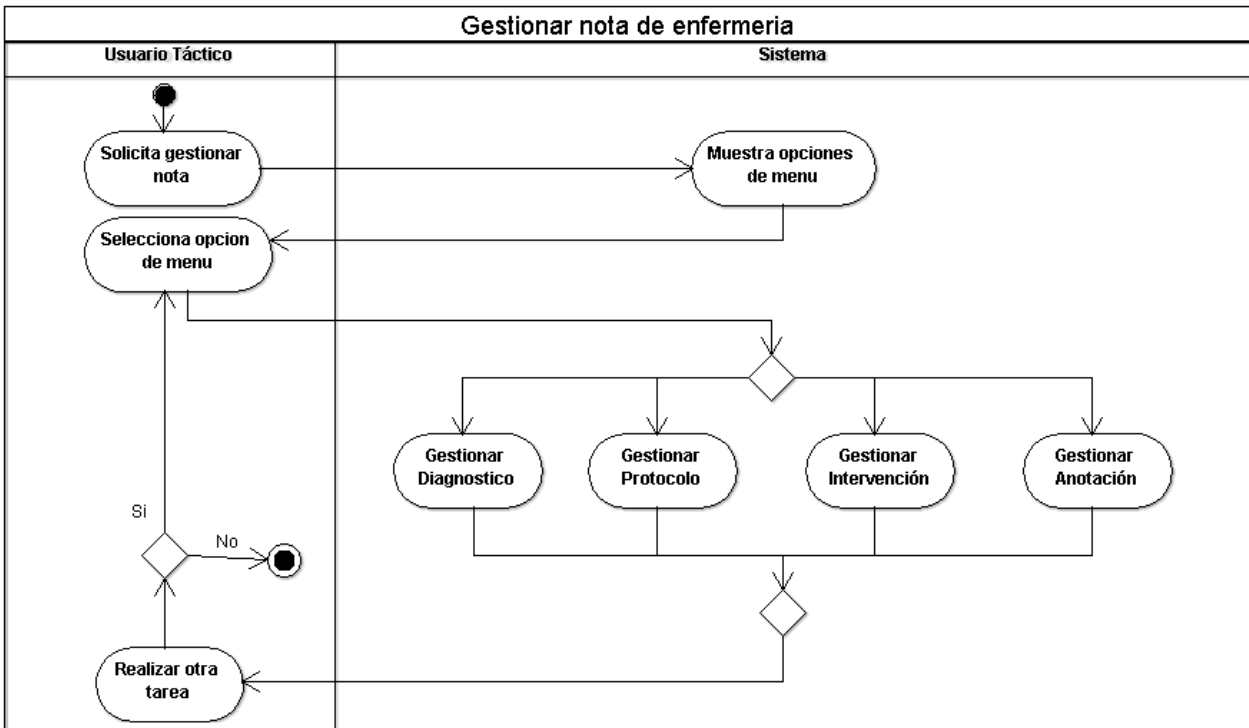 Gestionar nota de enfermeria
Usuario Táctico
Sistema
Solicita gestionar
nota
Muestra opciones
de menu
Selecciona opcion
de menu
Gestionar
Diagnostico
Gestionar
Protocolo
Gestionar
Intervención
Gestionar
Anotación
Si
No
Realizar otra
tarea